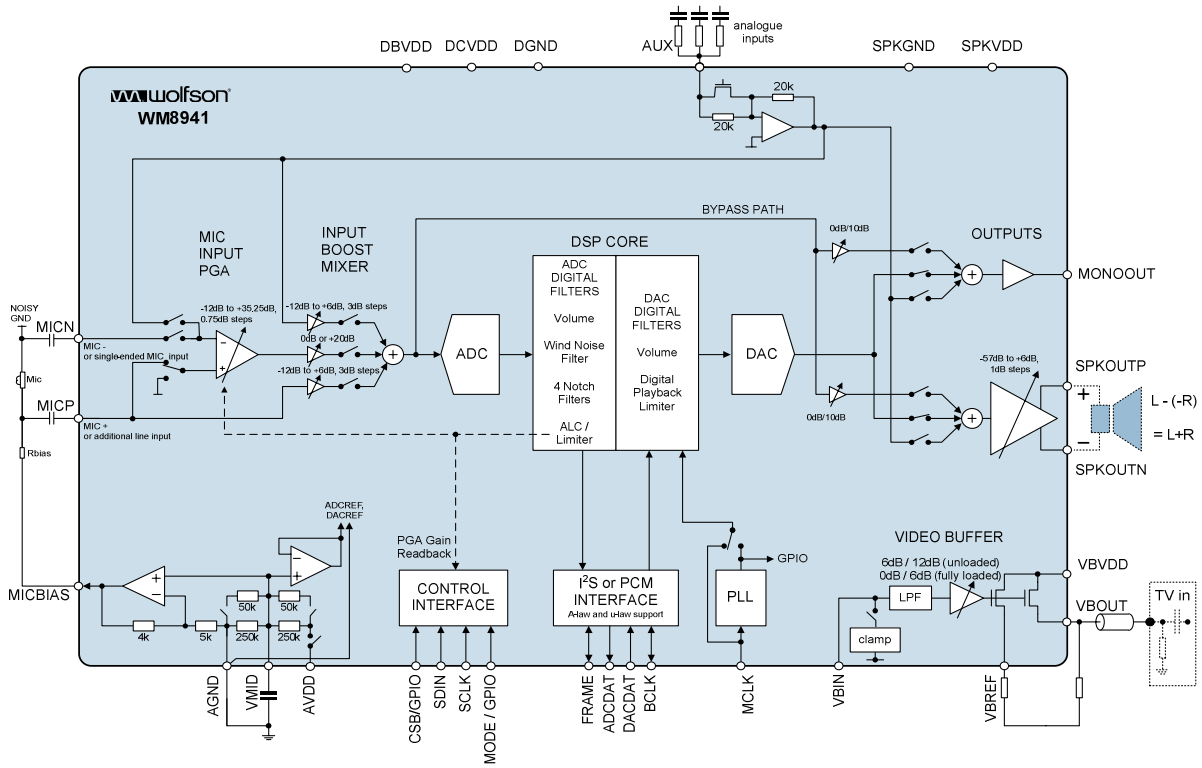 analogue
inputs
AUX
DBVDD
DCVDD
DGND
SPKGND
SPKVDD
wolfson
WM8941
20k
20k
BYPASS PATH
MIC
INPUT
PGA
INPUT
BOOST
MIXER
DSP CORE
0dB/10dB
OUTPUTS
MONOOUT
ADC
DIGITAL
FILTERS
Volume
Wind Noise
Filter
4 Notch
Filters
ALC /
Limiter
DAC
DIGITAL
FILTERS
Volume
Digital
Playback
Limiter
NOISY
GND
MICN
-12dB to +35,25dB,
0.75dB steps
-12dB to +6dB, 3dB steps
0dB or +20dB
-12dB to +6dB, 3dB steps
MIC -
or single-ended MIC input
−
+
+
ADC
DAC
-57dB to +6dB,
1dB steps
SPKOUTP
Mic
MICP
MIC +
or additional line input
0dB/10dB
+
+
+
−
L - (-R)
= L+R
SPKOUTN
Rbias
ADCREF,
DACREF
PGA Gain
Readback
GPIO
VIDEO BUFFER
6dB / 12dB (unloaded)
0dB / 6dB (fully loaded)
VBVDD
MICBIAS
+
−
−
+
50k
50k
4k
5k
250k
250k
CONTROL
INTERFACE
I²S or PCM
INTERFACE
A-law and u-law support
PLL
LPF
clamp
VBOUT
TV in
AGND
VMID
AVDD
CSB/GPIO
SDIN
SCLK
MODE / GPIO
FRAME
ADCDAT
DACDAT
BCLK
MCLK
VBIN
VBREF